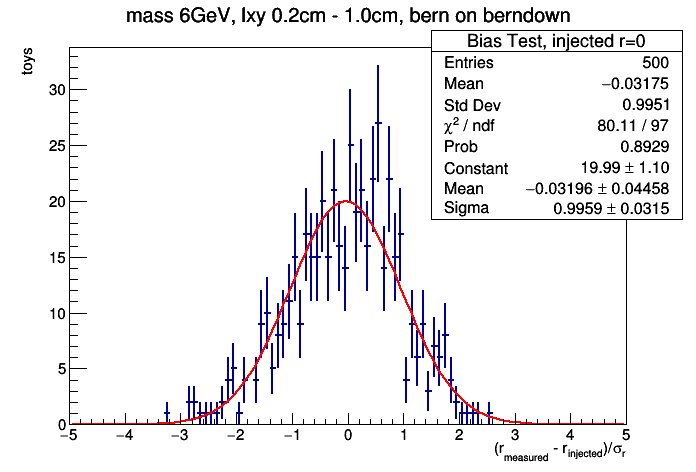 mass 6GeV, lxy 0.2cm - 1.0cm, bern on berndown
toys
Bias Test, injected r=0
Entries 500
Mean −0.03175
Std Dev 0.9951
χ² / ndf 80.11 / 97
Prob 0.8929
Constant 19.99 ± 1.10
Mean −0.03196 ± 0.04458
Sigma 0.9959 ± 0.0315
30
25
20
15
10
5
0
−5 −4 −3 −2 −1 0 1 2 3 4 5
(r_measured - r_injected)/σ_r